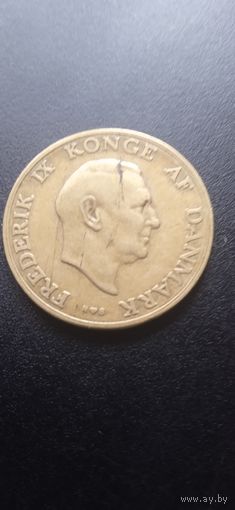 FREDERIK IX KONGE AF DANMARK
www.ay.by